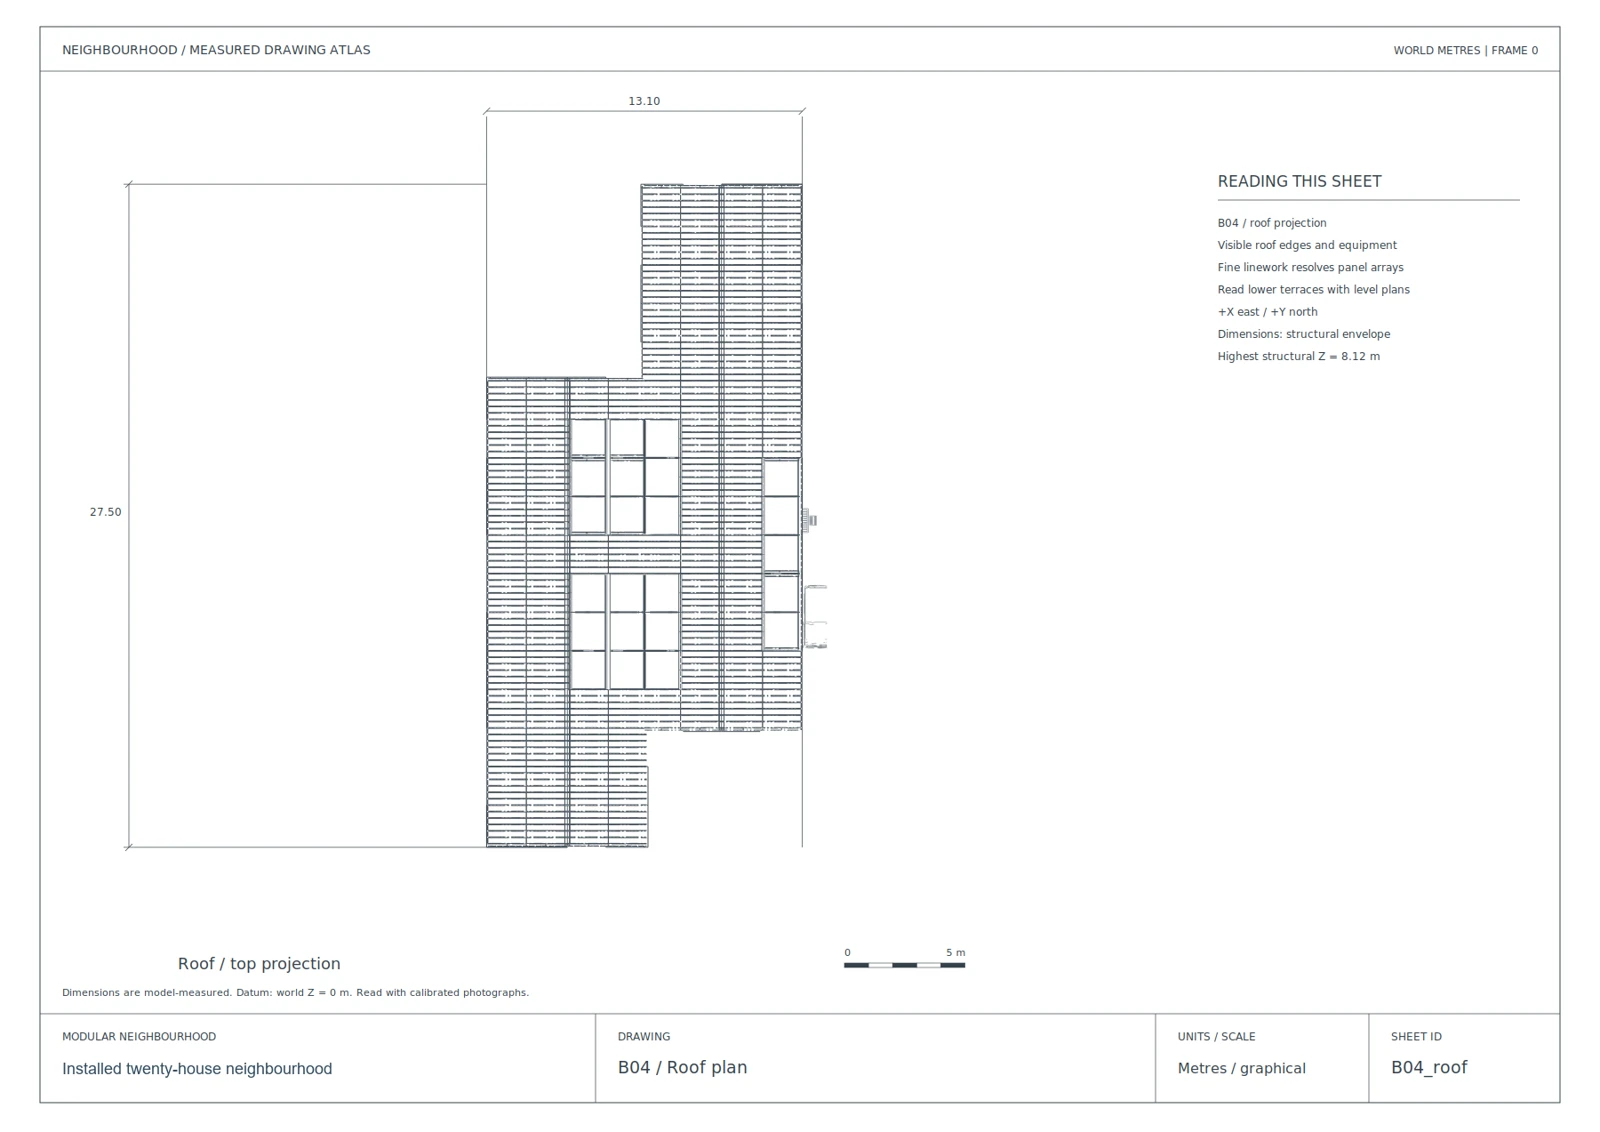 NEIGHBOURHOOD / MEASURED DRAWING ATLAS
WORLD METRES | FRAME 0
13.10
27.50
READING THIS SHEET
B04 / roof projection
Visible roof edges and equipment
Fine linework resolves panel arrays
Read lower terraces with level plans
+X east / +Y north
Dimensions: structural envelope
Highest structural Z = 8.12 m
0 5 m
Roof / top projection
Dimensions are model-measured. Datum: world Z = 0 m. Read with calibrated photographs.
MODULAR NEIGHBOURHOOD
Installed twenty-house neighbourhood
DRAWING
B04 / Roof plan
UNITS / SCALE
Metres / graphical
SHEET ID
B04_roof